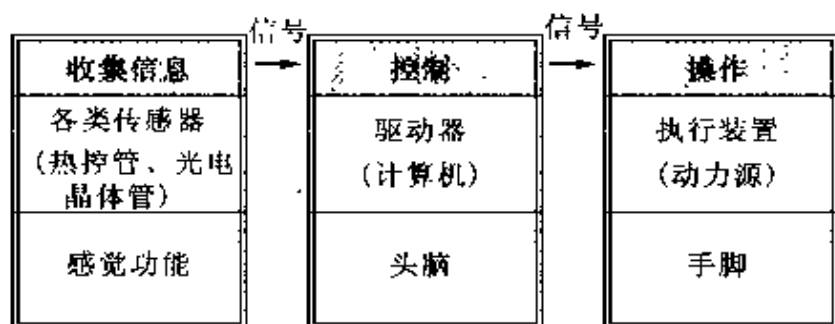 信号
信号
收集信息
控制
操作
各类传感器
(热控管、光电
晶体管)
驱动器
(计算机)
执行装置
(动力源)
感觉功能
头脑
手脚